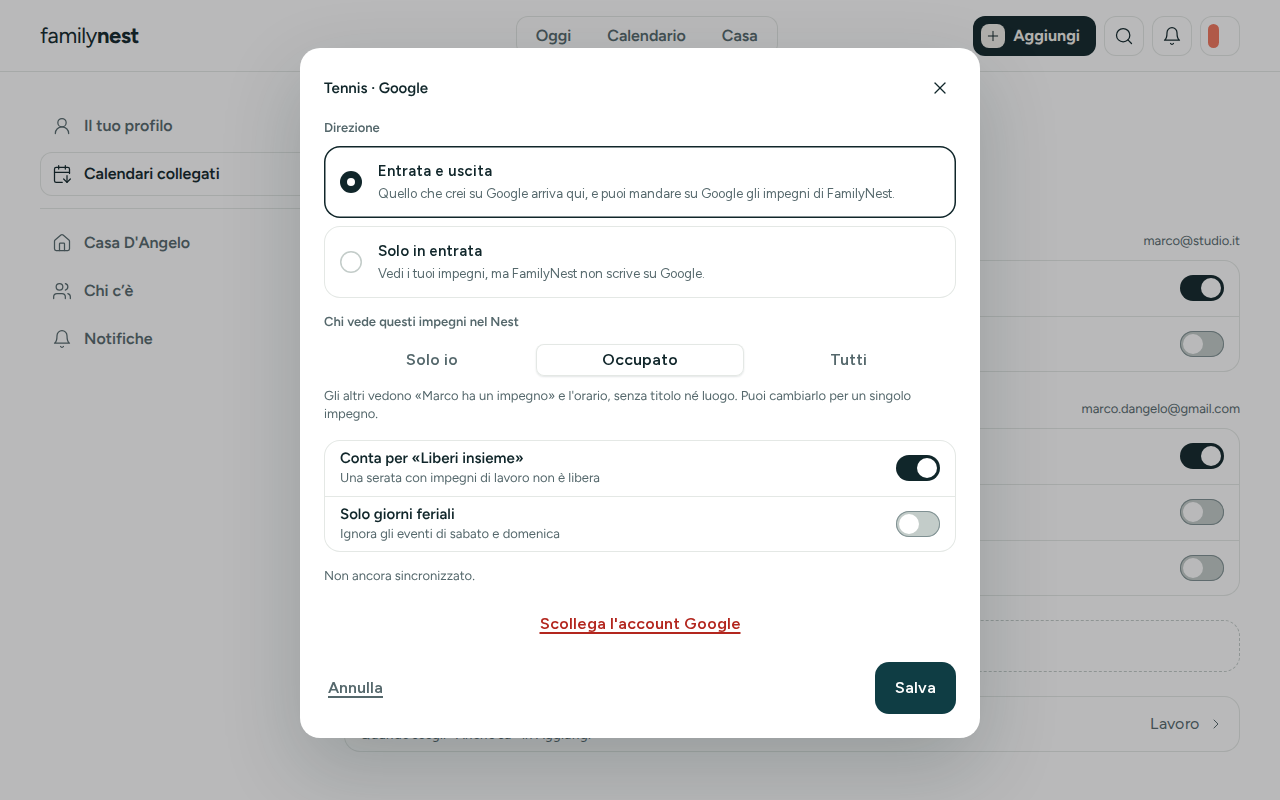 familynest
Oggi
Calendario
Casa
Aggiungi
Il tuo profilo
Calendari collegati
Casa D'Angelo
Chi c'è
Notifiche
marco@studio.it
marco.dangelo@gmail.com
Lavoro
Tennis · Google
Direzione
Entrata e uscita
Quello che crei su Google arriva qui, e puoi mandare su Google gli impegni di FamilyNest.
Solo in entrata
Vedi i tuoi impegni, ma FamilyNest non scrive su Google.
Chi vede questi impegni nel Nest
Solo io
Occupato
Tutti
Gli altri vedono «Marco ha un impegno» e l'orario, senza titolo né luogo. Puoi cambiarlo per un singolo
impegno.
Conta per «Liberi insieme»
Una serata con impegni di lavoro non è libera
Solo giorni feriali
Ignora gli eventi di sabato e domenica
Non ancora sincronizzato.
Scollega l'account Google
Annulla
Salva